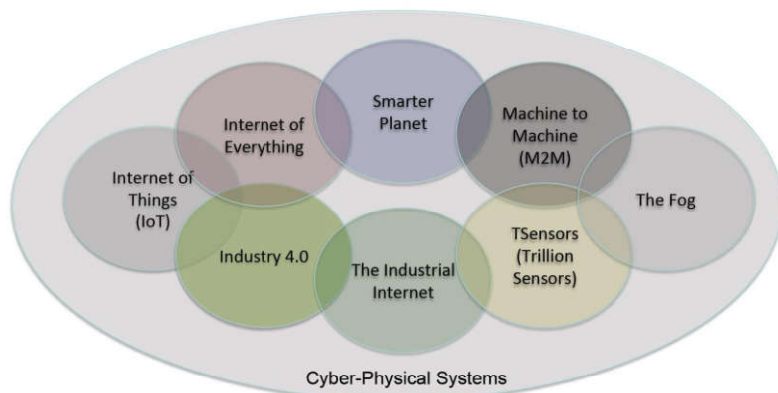 Smarter
Planet
Internet of
Everything
Machine to
Machine
(M2M)
Internet of
Things
(IoT)
The Fog
Industry 4.0
The Industrial
Internet
TSensors
(Trillion
Sensors)
Cyber-Physical Systems